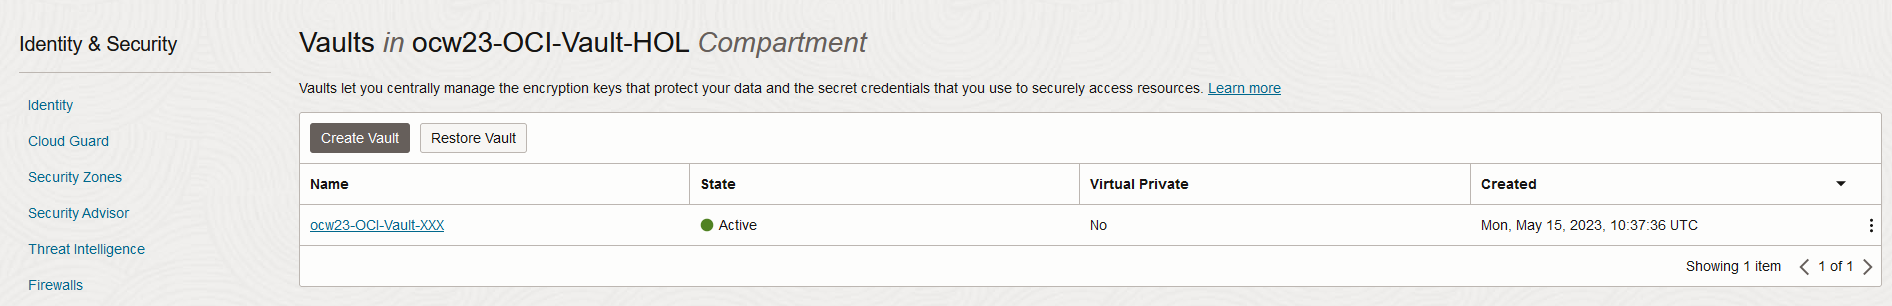 Identity & Security
Identity
Cloud Guard
Security Zones
Security Advisor
Threat Intelligence
Firewalls
Vaults in ocw23-OCI-Vault-HOL Compartment
Vaults let you centrally manage the encryption keys that protect your data and the secret credentials that you use to securely access resources. Learn more
Create Vault Restore Vault
Name State Virtual Private Created
ocw23-OCI-Vault-XXX Active No Mon, May 15, 2023, 10:37:36 UTC
Showing 1 item 1 of 1